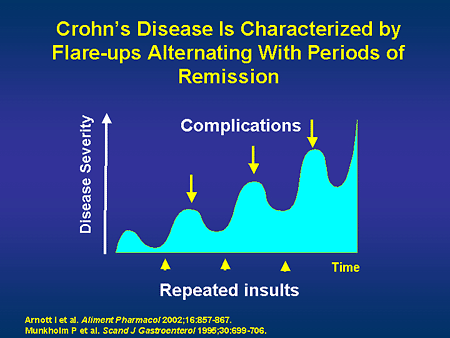 Crohn's Disease Is Characterized by
Flare-ups Alternating With Periods of
Remission
Complications
Disease Severity
Time
Repeated insults
Arnott I et al. Aliment Pharmacol 2002;16:857-867.
Munkholm P et al. Scand J Gastroenterol 1995;30:699-706.